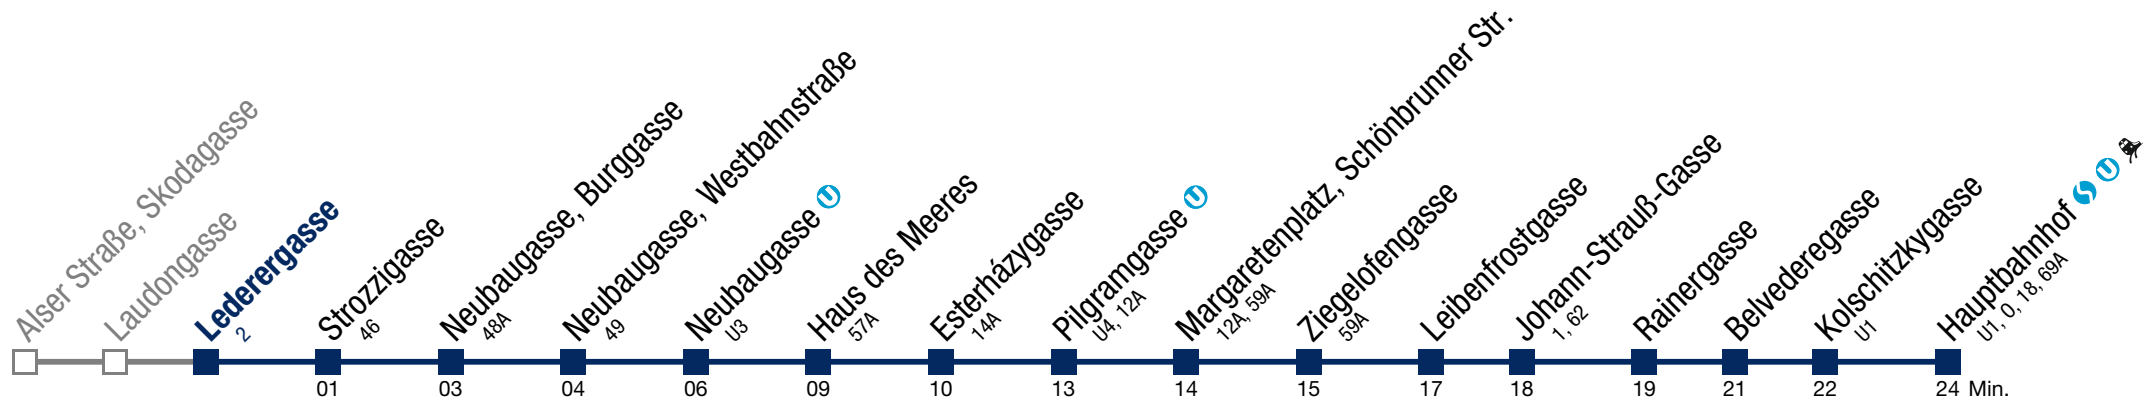 Alser Straße, Skodagasse
Laudongasse
Lederergasse
2
Strozzigasse
46
01
Neubaugasse, Burggasse
48A
03
Neubaugasse, Westbahnstraße
49
04
Neubaugasse U
U3
06
Haus des Meeres
57A
09
Esterházygasse
14A
10
Pilgramgasse U
U4, 12A
13
Margaretenplatz, Schönbrunner Str.
12A, 59A
14
Ziegelofengasse
59A
15
Leibenfrostgasse
17
Johann-Strauß-Gasse
1, 62
18
Rainergasse
19
Belvederegasse
21
Kolschitzkygasse
U1
22
Hauptbahnhof S U
U1, O, 18, 69A
24 Min.